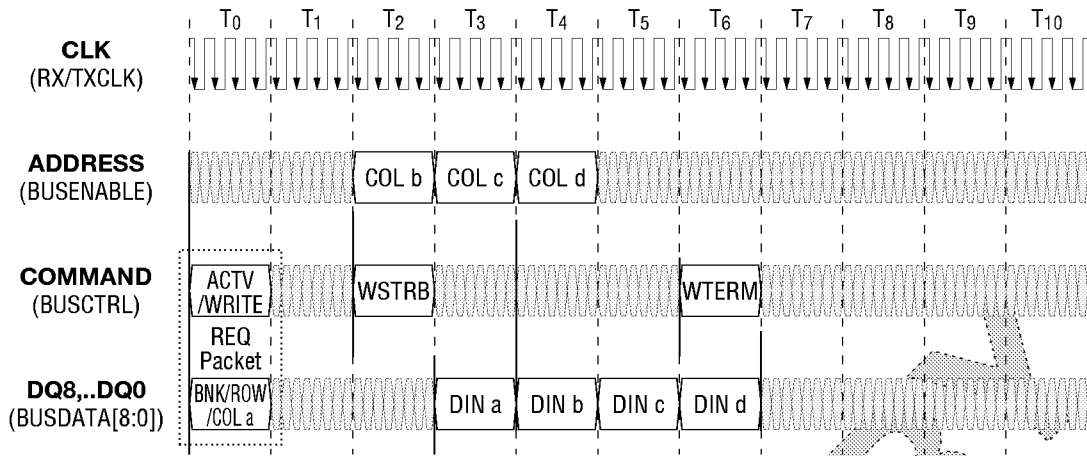 T0 T1 T2 T3 T4 T5 T6 T7 T8 T9 T10
CLK
(RX/TXCLK)
ADDRESS
(BUSENABLE)
COL b COL c COL d
COMMAND
(BUSCTRL)
ACTV
/WRITE
WSTRB
WTERM
REQ
Packet
DQ8,..DQ0
(BUSDATA[8:0])
BNK/ROW
/COL a
DIN a DIN b DIN c DIN d